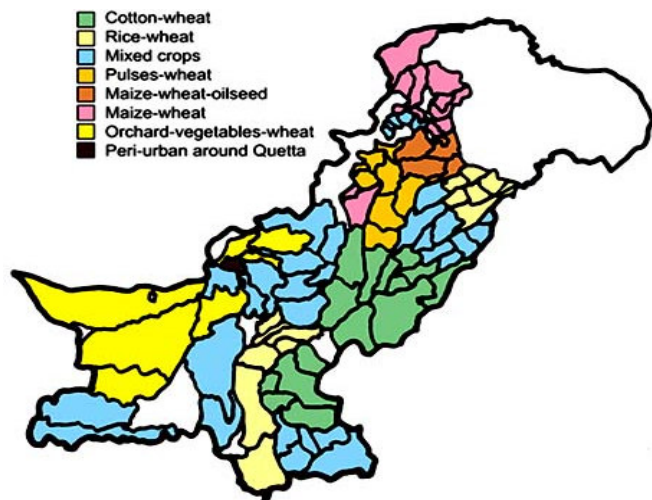 Cotton-wheat
Rice-wheat
Mixed crops
Pulses-wheat
Maize-wheat-oilseed
Maize-wheat
Orchard-vegetables-wheat
Peri-urban around Quetta